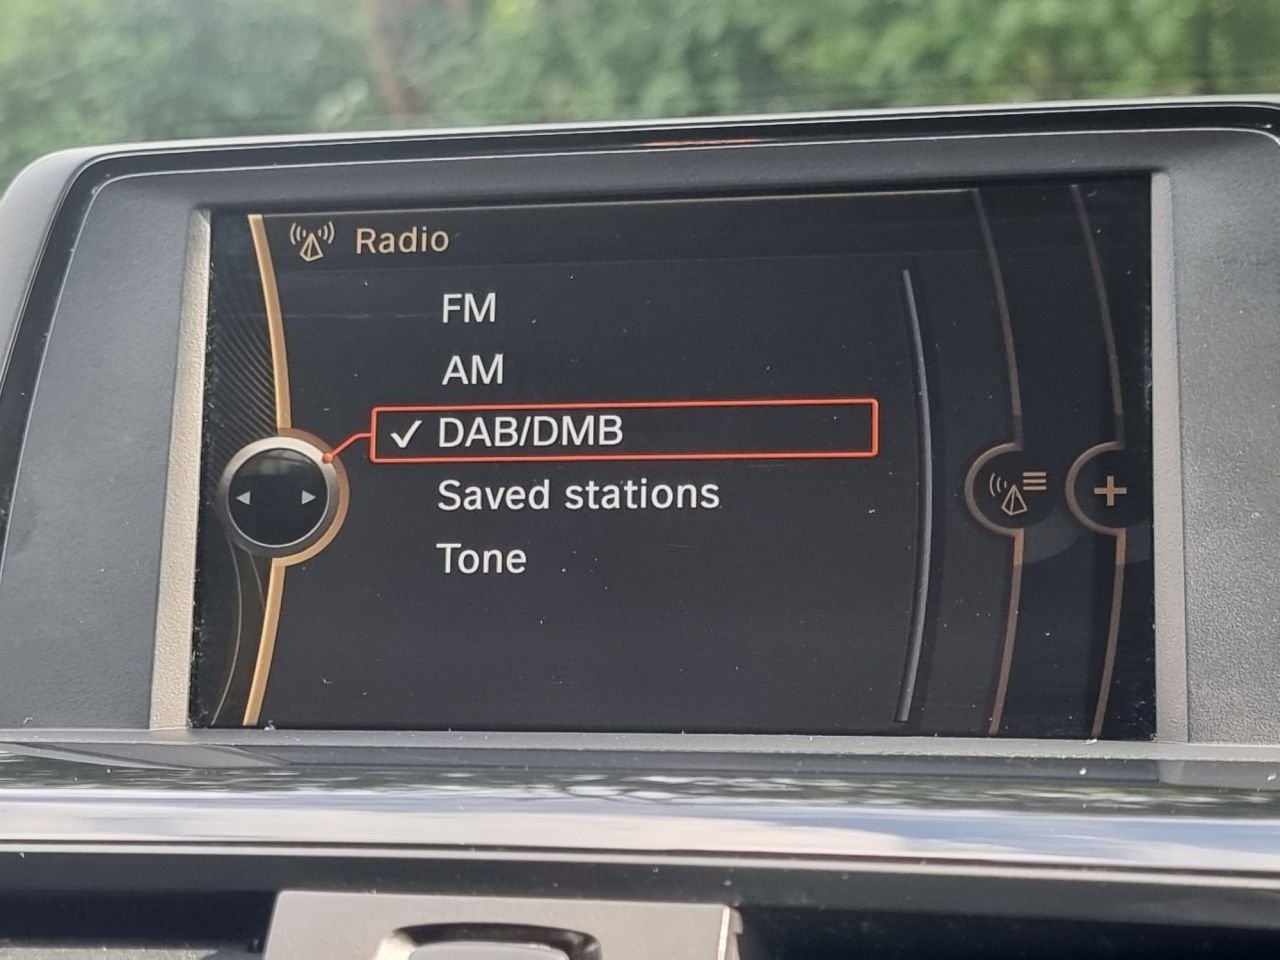 Radio
FM
AM
DAB/DMB
Saved stations
Tone